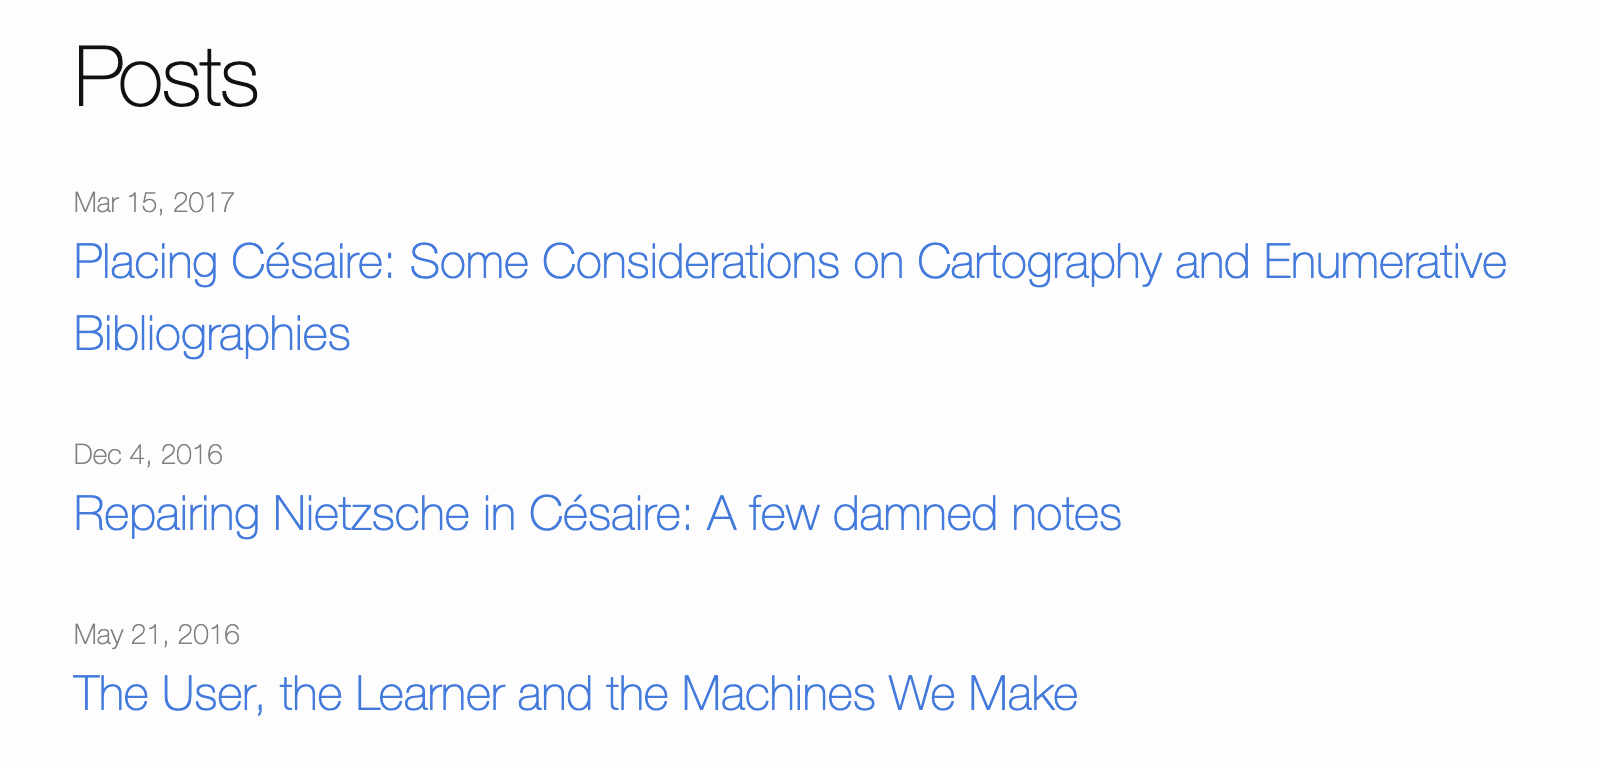 Posts
Mar 15, 2017
Placing Césaire: Some Considerations on Cartography and Enumerative
Bibliographies
Dec 4, 2016
Repairing Nietzsche in Césaire: A few damned notes
May 21, 2016
The User, the Learner and the Machines We Make